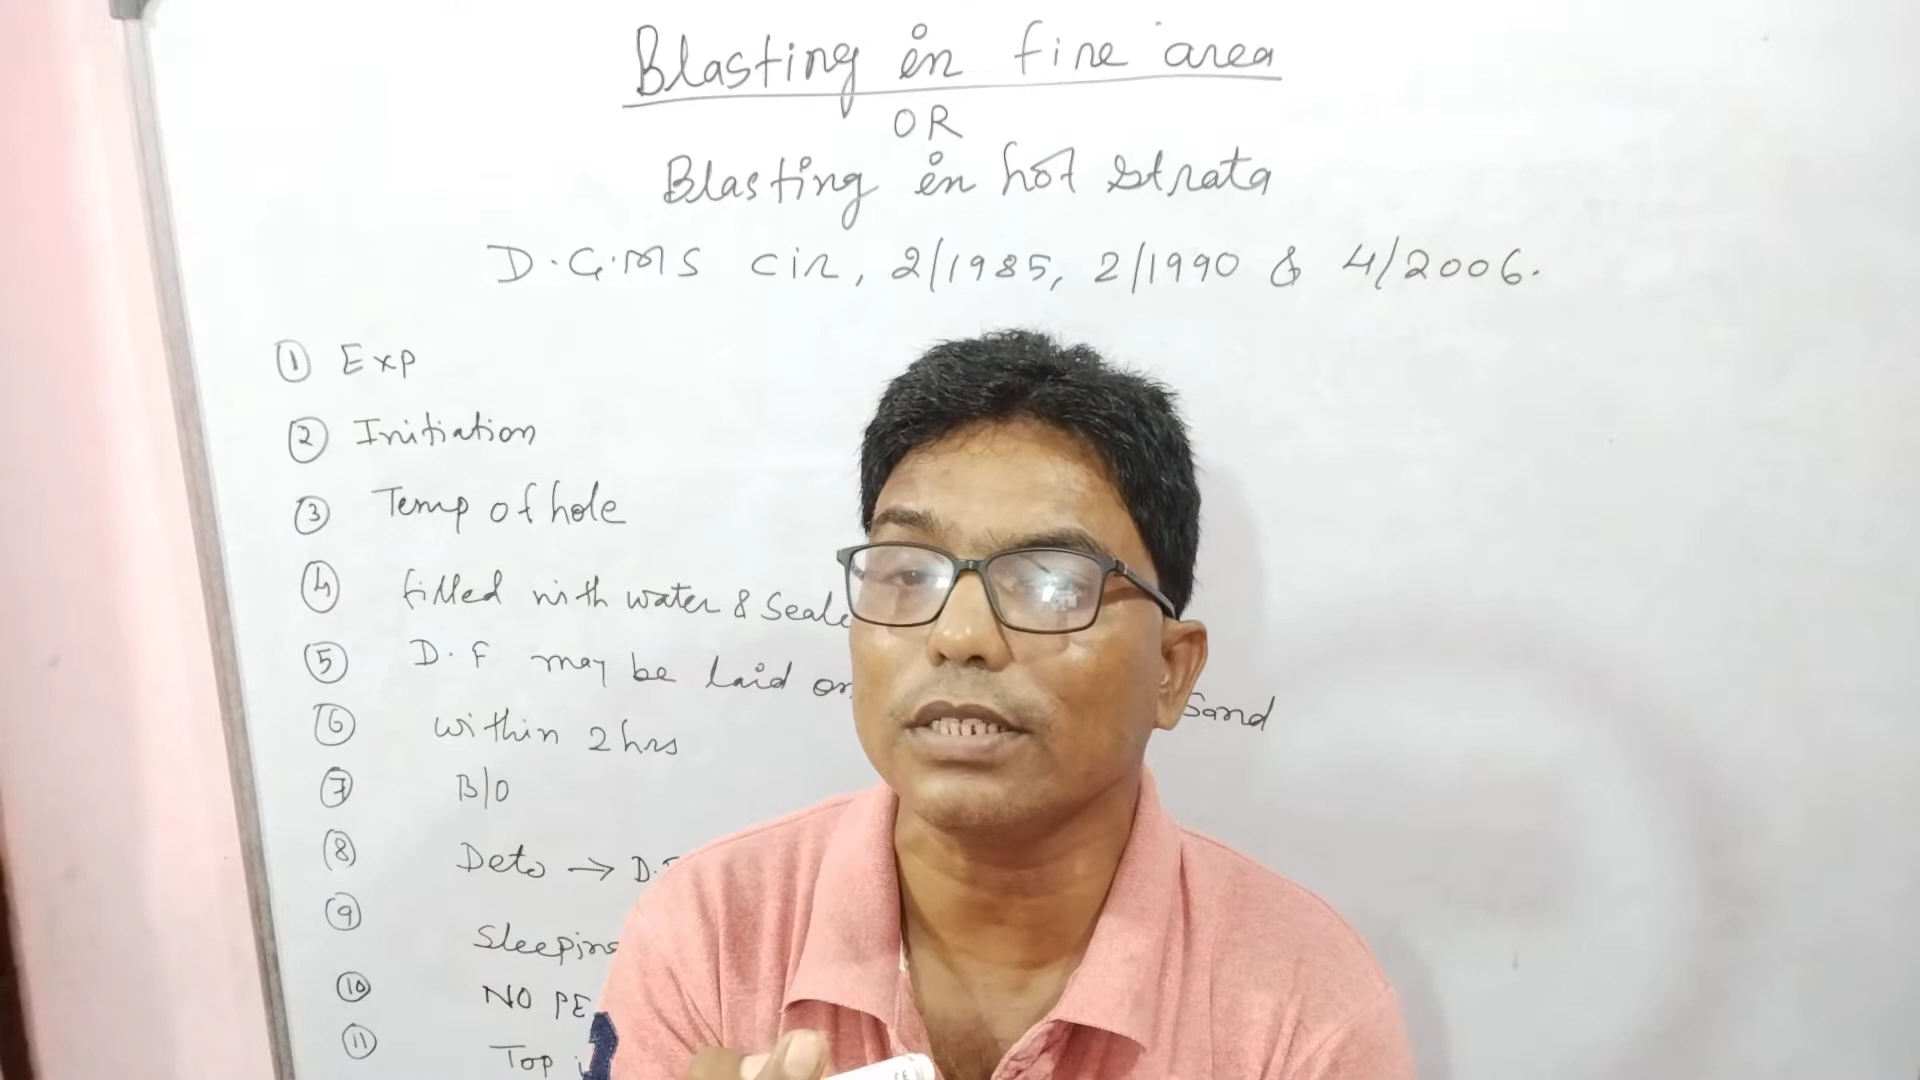 Blasting in fire area
OR
Blasting in hot strata
D.G.MS cir, 2/1985, 2/1990 & 4/2006.
① Exp
② Initiation
③ Temp of hole
④ filled with water & Seale
⑤ D.F may be laid on Sand
⑥ within 2 hrs
⑦ B/O
⑧ Deto → D.
⑨ Sleeping
⑩ NO PE
⑪ Top